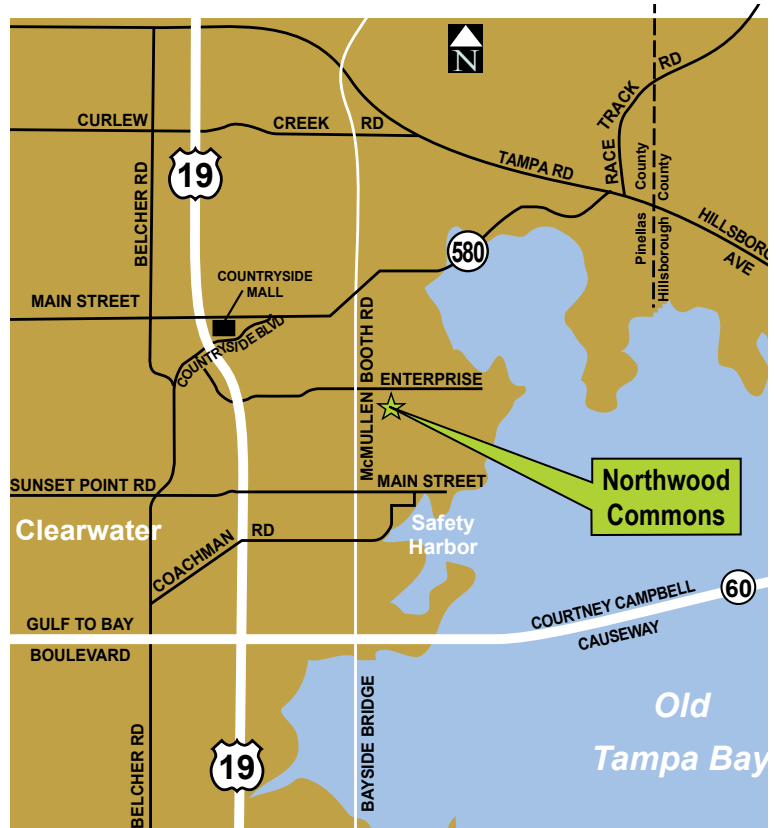 N
CURLEW
CREEK
RD
RACE TRACK
RD
TAMPA RD
BELCHER RD
19
Pinellas
County
Hillsborough
County
HILLSBORO
AVE
580
COUNTRYSIDE
MALL
MAIN STREET
COUNTRYSIDE BLVD
McMULLEN BOOTH RD
ENTERPRISE
SUNSET POINT RD
MAIN STREET
Northwood
Commons
Clearwater
Safety
Harbor
COACHMAN
RD
60
COURTNEY CAMPBELL
CAUSEWAY
GULF TO BAY
BOULEVARD
Old
Tampa Bay
BELCHER RD
19
BAYSIDE BRIDGE